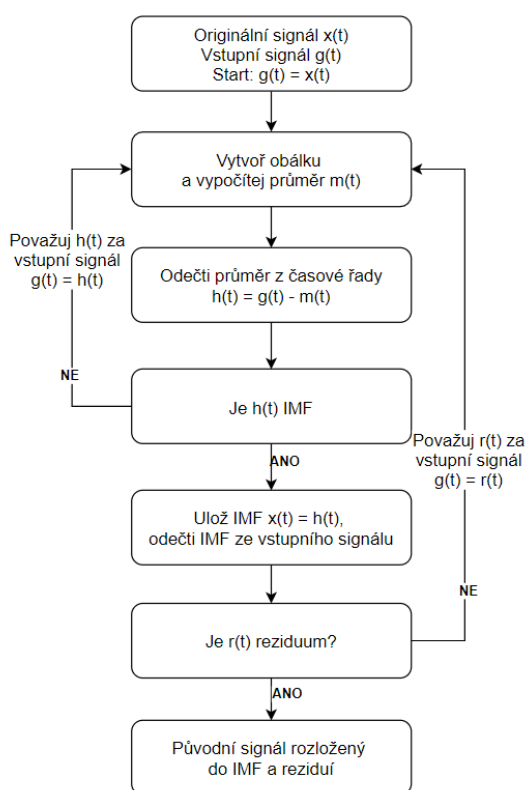 Originální signál x(t)
Vstupní signál g(t)
Start: g(t) = x(t)
Vytvoř obálku
a vypočítej průměr m(t)
Považuj h(t) za
vstupní signál
g(t) = h(t)
Odečti průměr z časové řady
h(t) = g(t) - m(t)
NE
Je h(t) IMF
ANO
Považuj r(t) za
vstupní signál
g(t) = r(t)
Ulož IMF x(t) = h(t),
odečti IMF ze vstupního signálu
NE
Je r(t) reziduum?
ANO
Původní signál rozložený
do IMF a reziduí